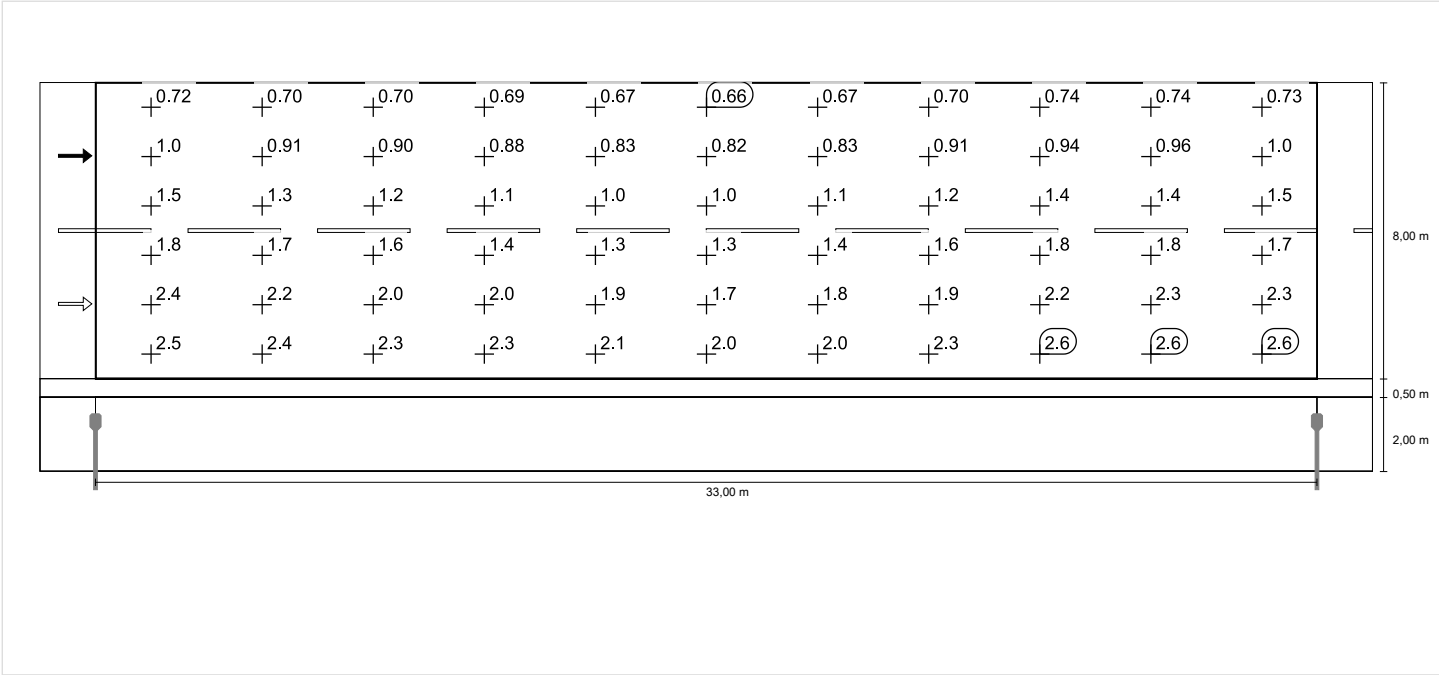 0.72 0.70 0.70 0.69 0.67 0.66 0.67 0.70 0.74 0.74 0.73
1.0 0.91 0.90 0.88 0.83 0.82 0.83 0.91 0.94 0.96 1.0
1.5 1.3 1.2 1.1 1.0 1.0 1.1 1.2 1.4 1.4 1.5
8,00 m
1.8 1.7 1.6 1.4 1.3 1.3 1.4 1.6 1.8 1.8 1.7
2.4 2.2 2.0 2.0 1.9 1.7 1.8 1.9 2.2 2.3 2.3
2.5 2.4 2.3 2.3 2.1 2.0 2.0 2.3 2.6 2.6 2.6
0,50 m
2,00 m
33,00 m